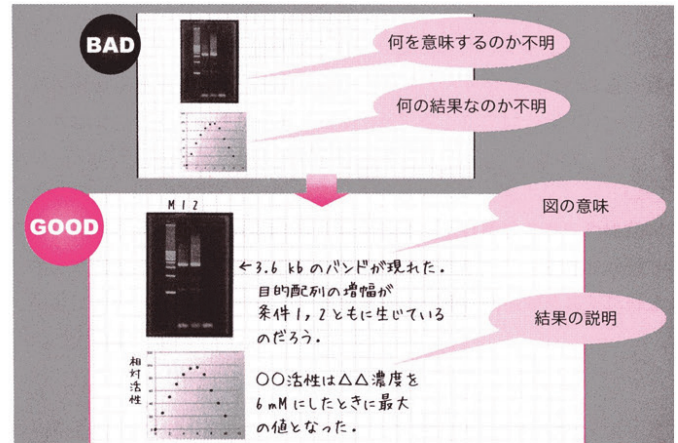 BAD
何を意味するのか不明
何の結果なのか不明
GOOD
M 1 2
図の意味
←3.6 kb のバンドが現れた.
目的配列の増幅が
条件1, 2ともに生じている
のだろう.
結果の説明
相対活性
○○活性は△△濃度を
6 mMにしたときに最大
の値となった.